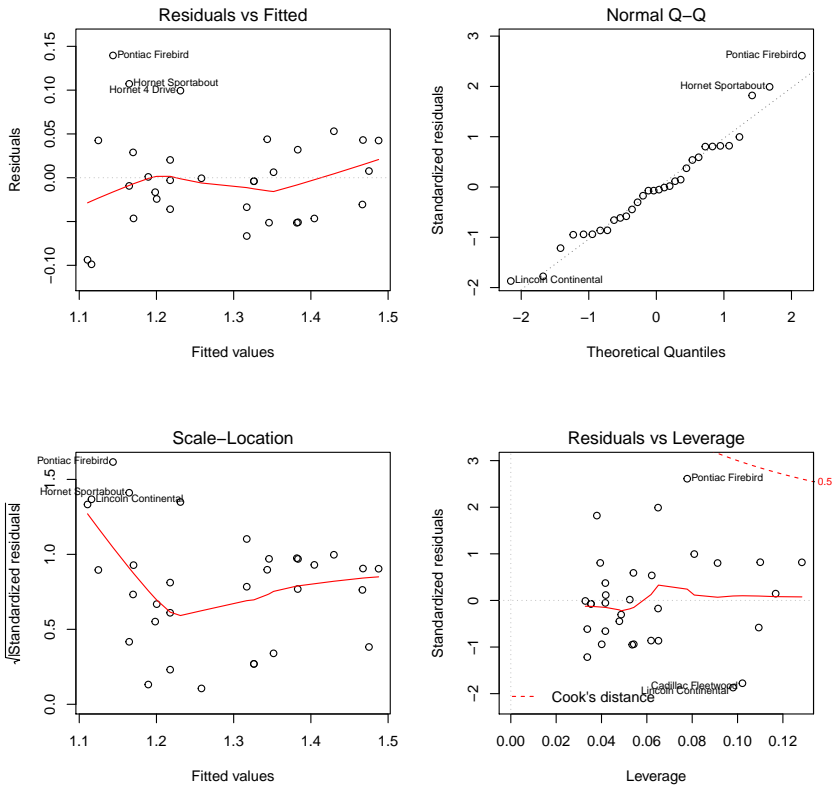 Residuals vs Fitted
Residuals
0.15
0.10
0.05
0.00
−0.10
Pontiac Firebird
Hornet Sportabout
Hornet 4 Drive
1.1 1.2 1.3 1.4 1.5
Fitted values
Normal Q−Q
Standardized residuals
3
2
1
0
−1
−2
Pontiac Firebird
Hornet Sportabout
Lincoln Continental
−2 −1 0 1 2
Theoretical Quantiles
Scale−Location
√|Standardized residuals|
1.5
1.0
0.5
0.0
Pontiac Firebird
Hornet Sportabout
Lincoln Continental
1.1 1.2 1.3 1.4 1.5
Fitted values
Residuals vs Leverage
Standardized residuals
3
2
1
0
−1
−2
Pontiac Firebird
0.5
Cadillac Fleetwood
Lincoln Continental
Cook's distance
0.00 0.02 0.04 0.06 0.08 0.10 0.12
Leverage